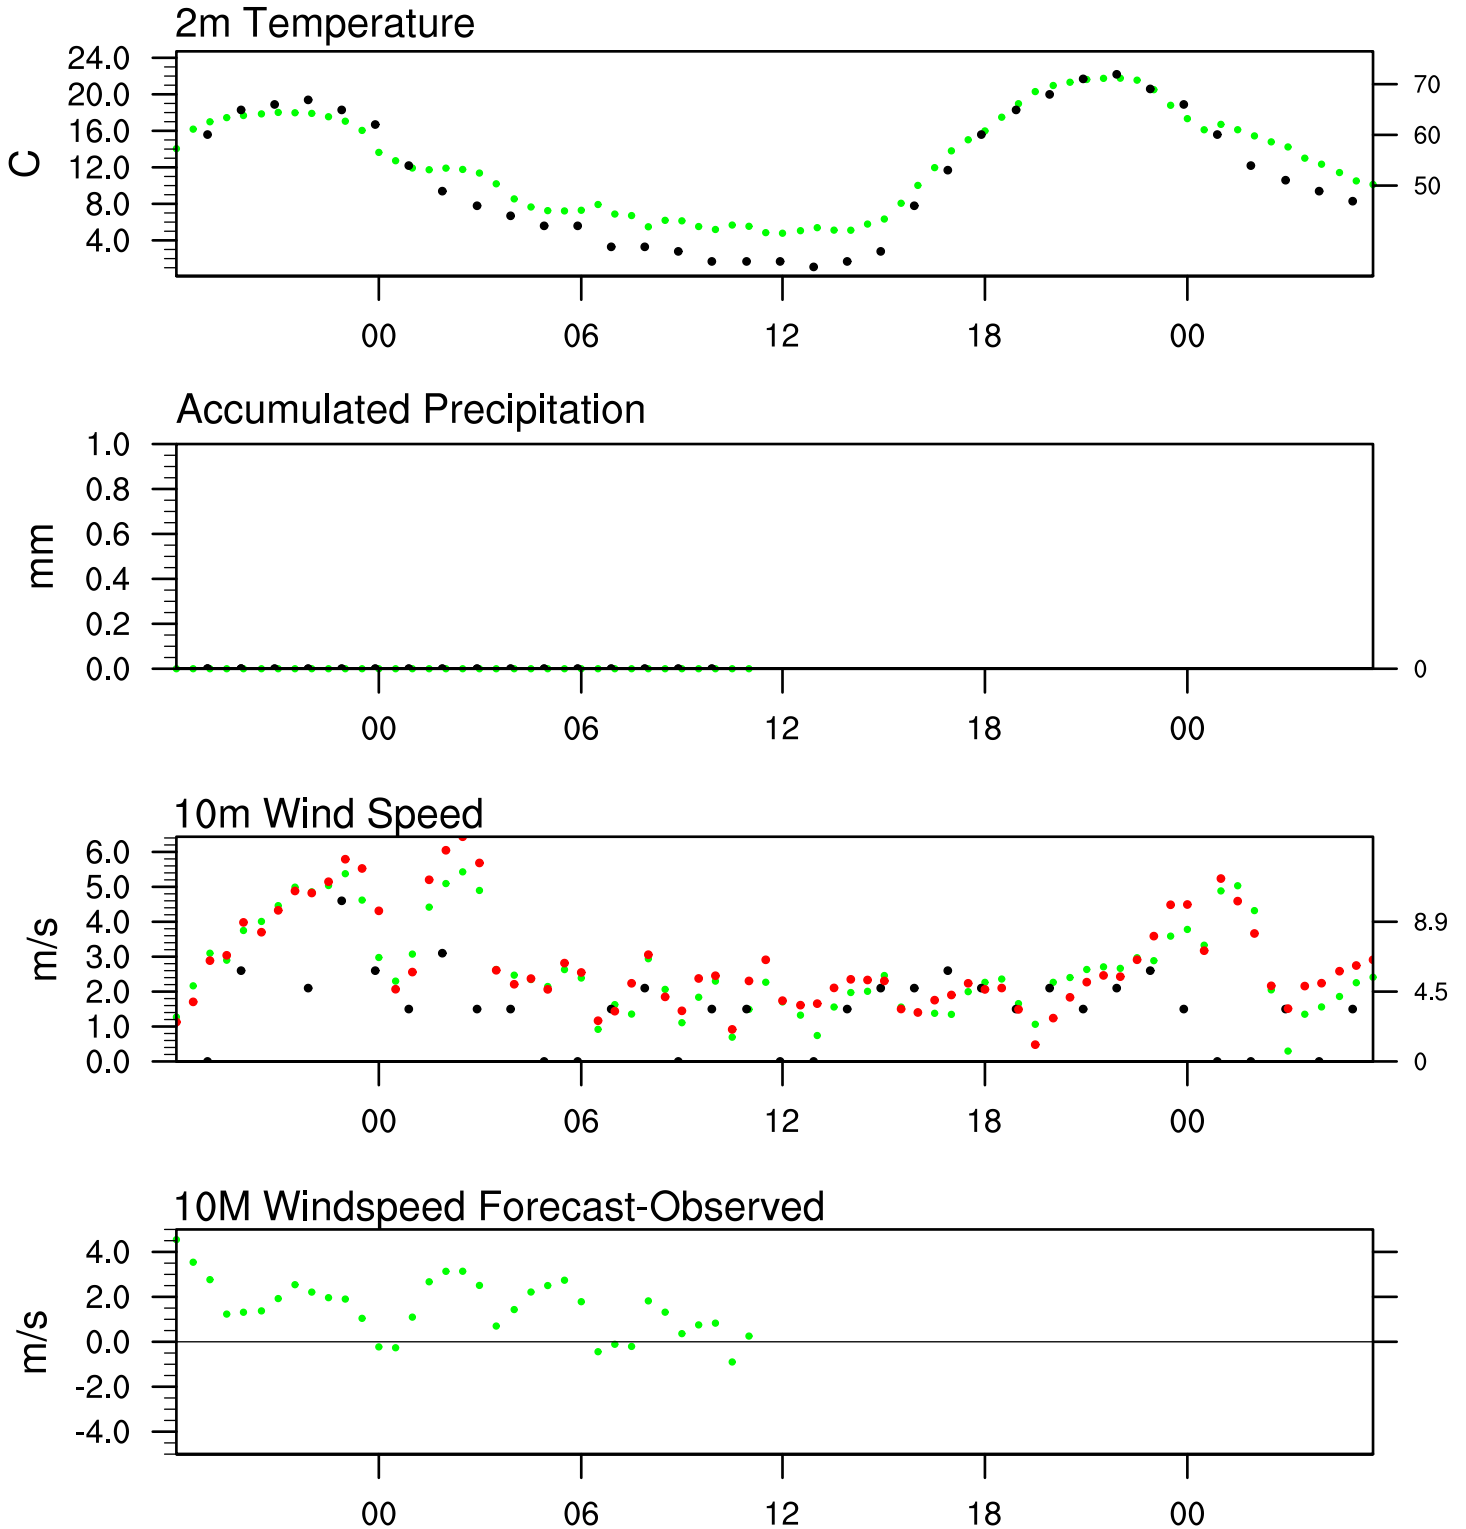 2m Temperature
24.0
20.0
16.0
12.0
8.0
4.0
C
70
60
50
00 06 12 18 00
Accumulated Precipitation
1.0
0.8
0.6
0.4
0.2
0.0
mm
0
00 06 12 18 00
10m Wind Speed
6.0
5.0
4.0
3.0
2.0
1.0
0.0
m/s
8.9
4.5
0
00 06 12 18 00
10M Windspeed Forecast-Observed
4.0
2.0
0.0
-2.0
-4.0
m/s
00 06 12 18 00